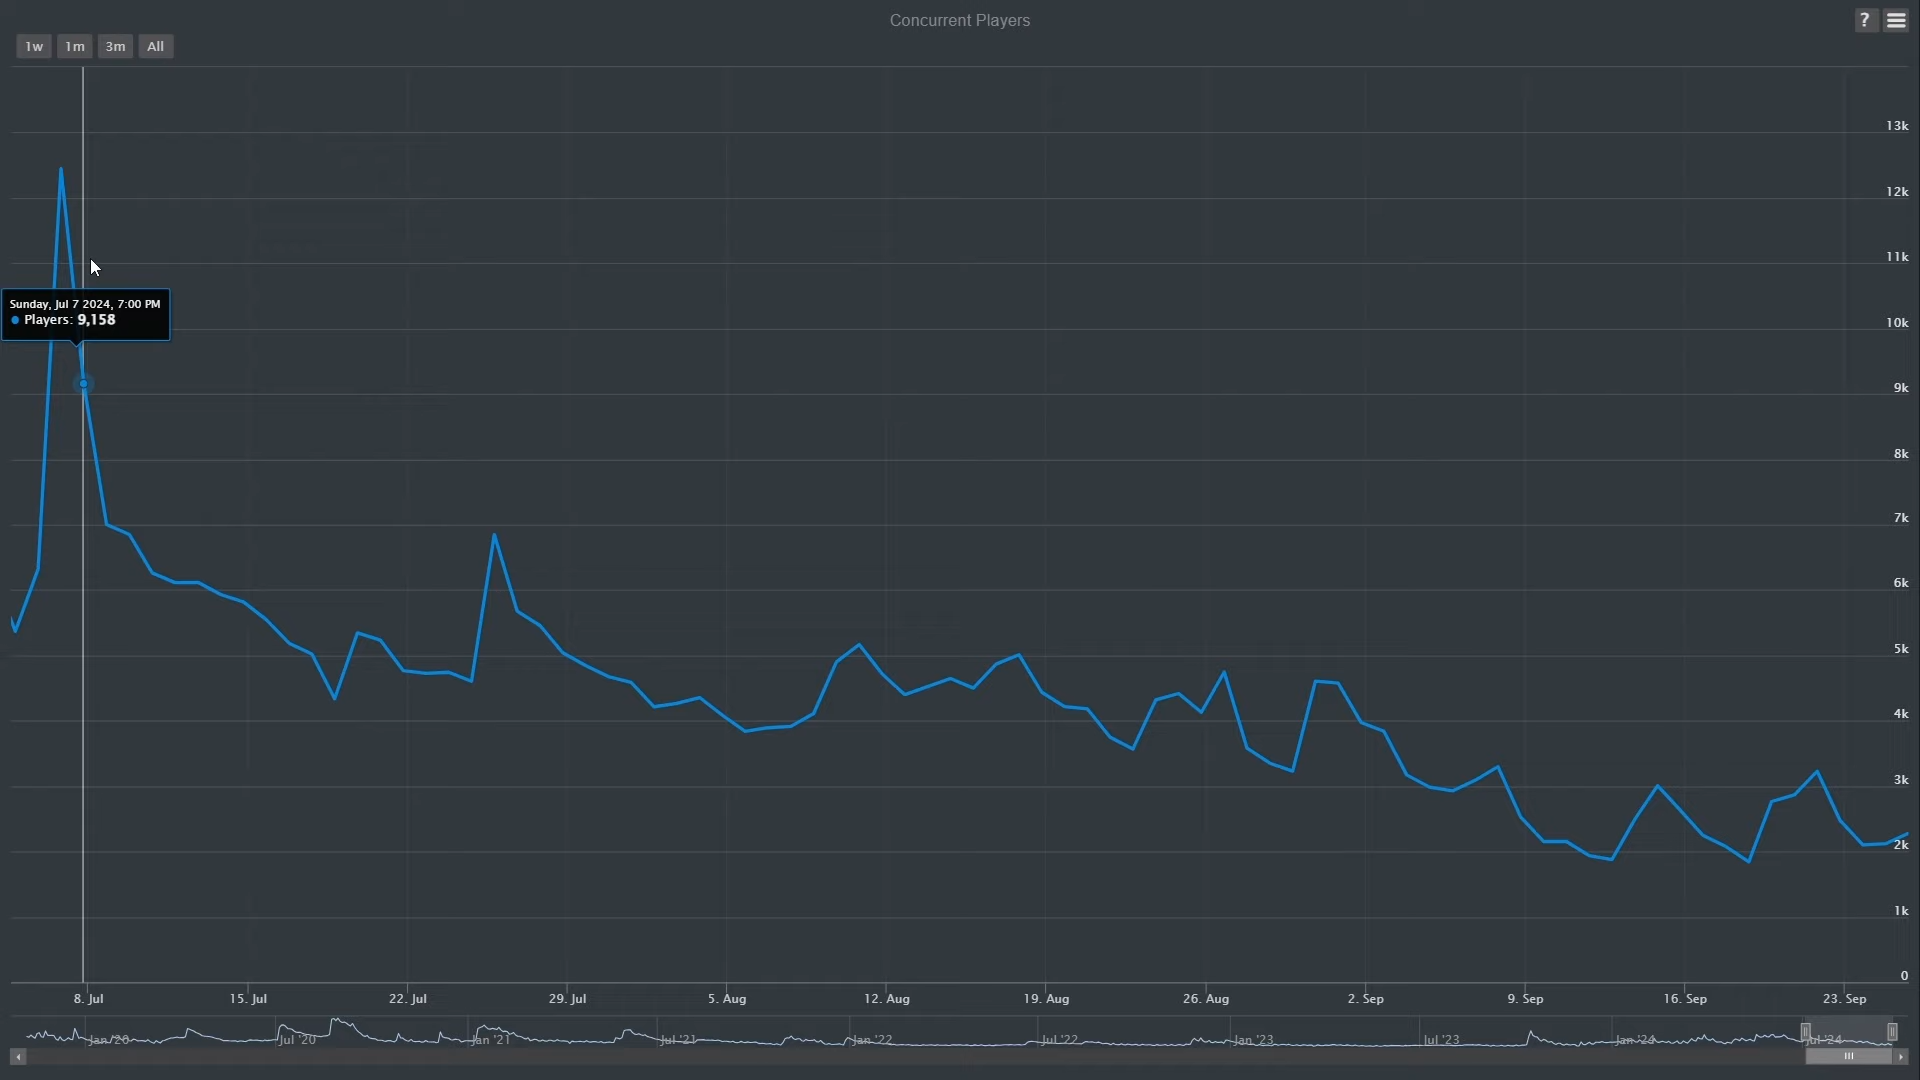 Concurrent Players
?
1w 1m 3m All
13k
12k
11k
Sunday, Jul 7 2024, 7:00 PM
Players: 9,158
10k
9k
8k
7k
6k
5k
4k
3k
2k
1k
0
8. Jul 15. Jul 22. Jul 29. Jul 5. Aug 12. Aug 19. Aug 26. Aug 2. Sep 9. Sep 16. Sep 23. Sep
Jan '20 Jul '20 Jan '21 Jul '21 Jan '22 Jul '22 Jan '23 Jul '23 Jan '24 Jul '24